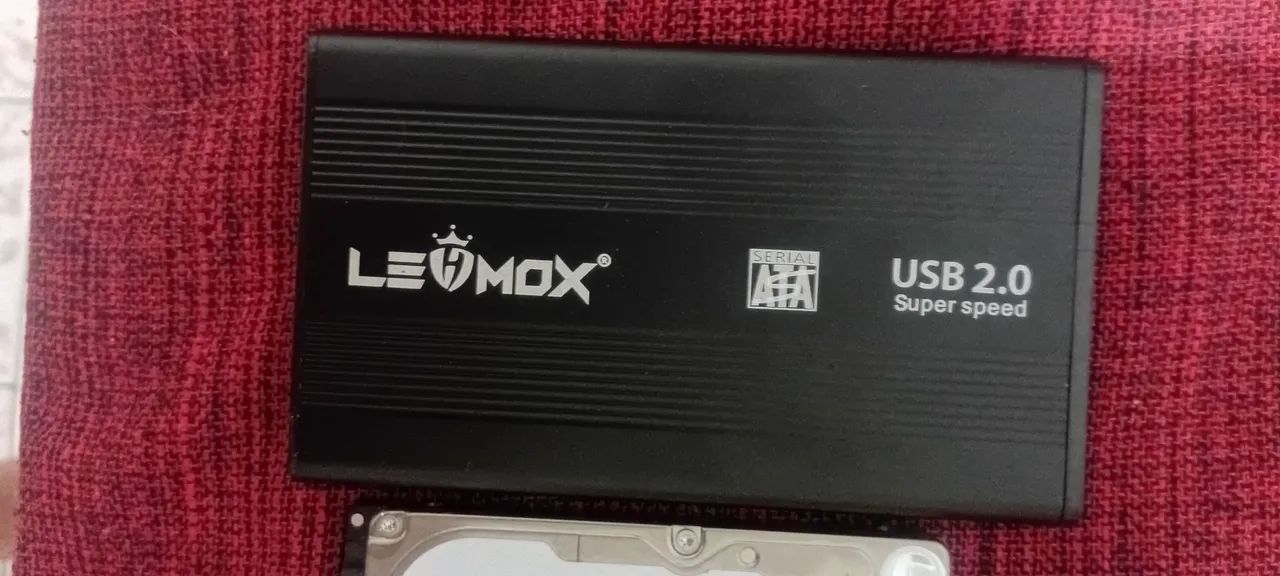 LEHMOX®
SERIAL
ATA
USB 2.0
Super speed